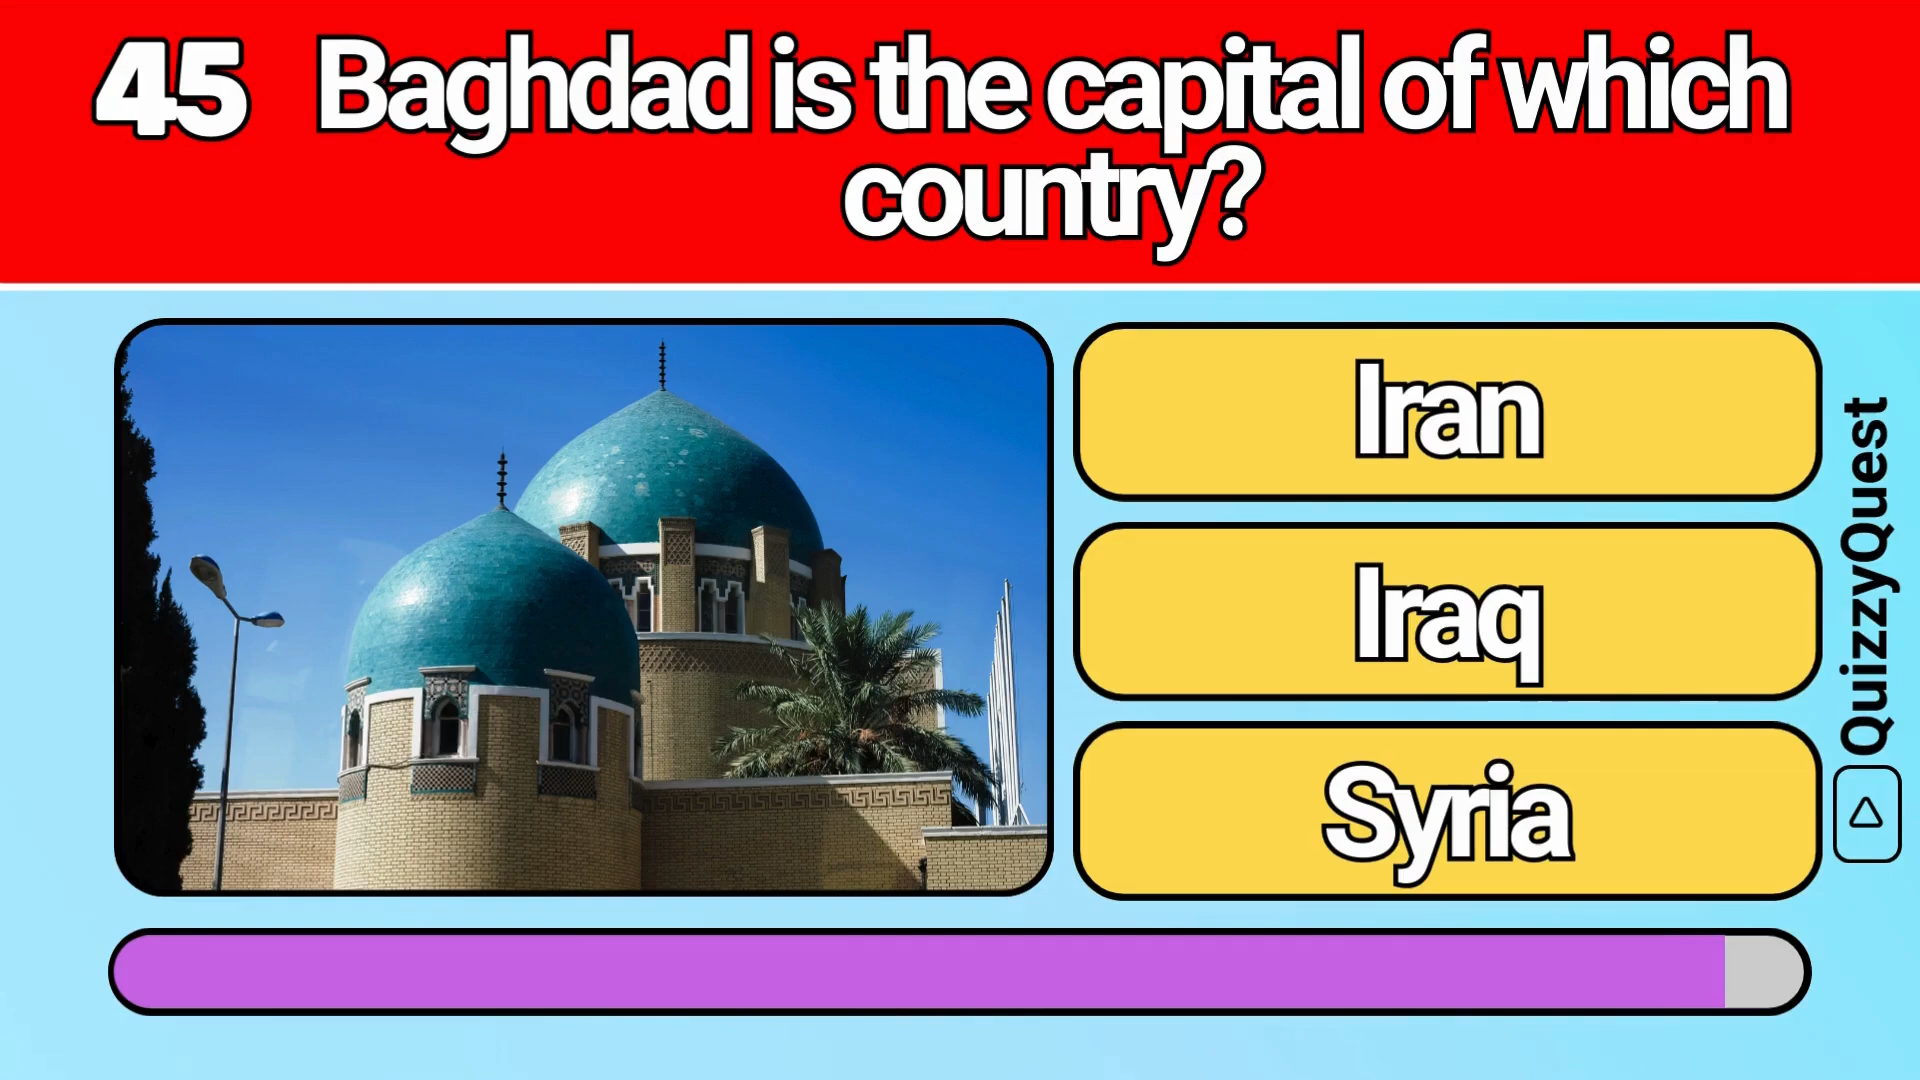 45 Baghdad is the capital of which
country?
Iran
Iraq
Syria
QuizzyQuest